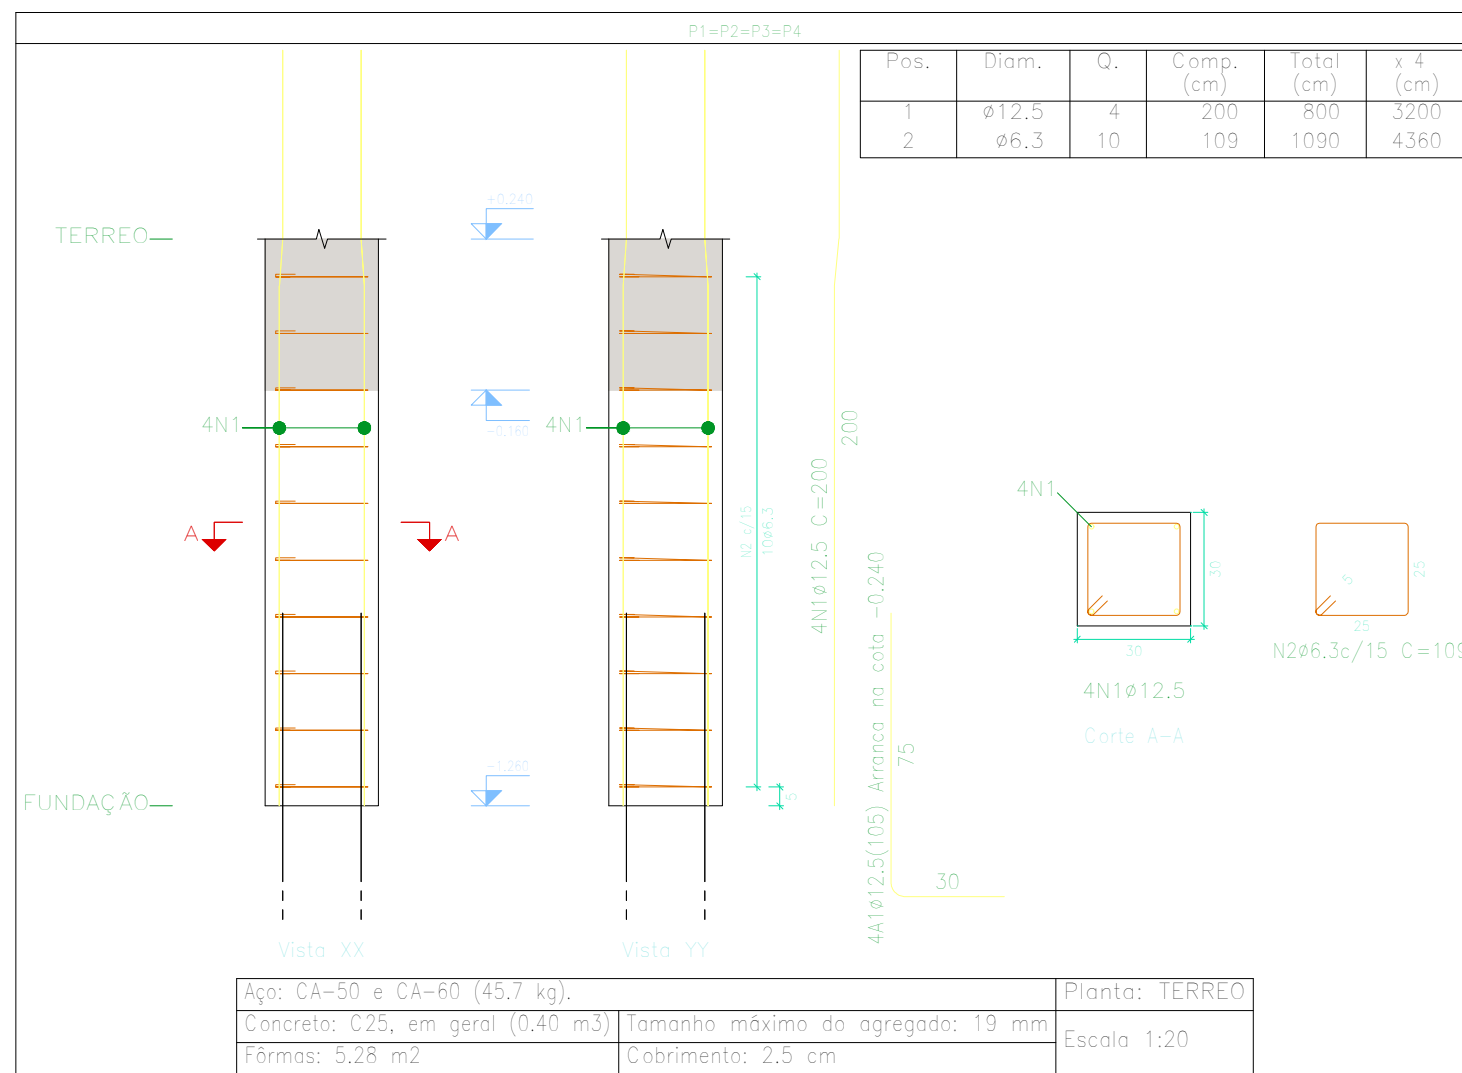 P1=P2=P3=P4
Pos. Diam. Q. Comp. (cm) Total (cm) x 4 (cm)
1 ø12.5 4 200 800 3200
2 ø6.3 10 109 1090 4360
+0.240
TERREO
4N1
4N1
-0.160
200
A
A
N2 c/15
10ø6.3
4N1ø12.5 C=200
4N1
30
30
4N1ø12.5
Corte A-A
5
25
25
N2ø6.3c/15 C=109
-1.260
FUNDAÇÃO
5
4A1ø12.5(105) Arranca na cota -0.240
75
30
Vista XX
Vista YY
Aço: CA-50 e CA-60 (45.7 kg).
Planta: TERREO
Concreto: C25, em geral (0.40 m3)
Tamanho máximo do agregado: 19 mm
Escala 1:20
Fôrmas: 5.28 m2
Cobrimento: 2.5 cm